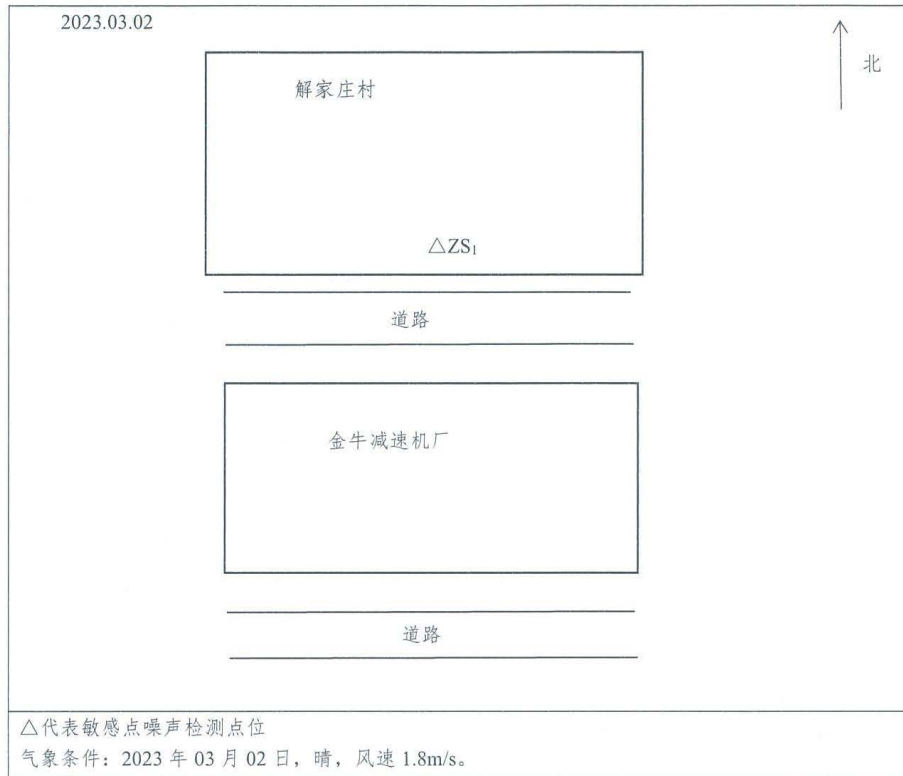 2023.03.02
北
解家庄村
△ZS₁
道路
金牛减速机厂
道路
△代表敏感点噪声检测点位
气象条件：2023 年 03 月 02 日，晴，风速 1.8m/s。